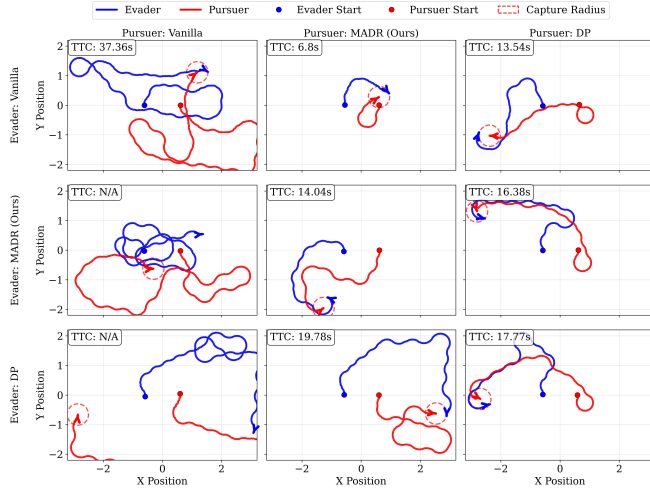 Evader Pursuer Evader Start Pursuer Start Capture Radius
Pursuer: Vanilla Pursuer: MADR (Ours) Pursuer: DP
Evader: Vanilla
Y Position
2
1
0
−1
−2
TTC: 37.36s TTC: 6.8s TTC: 13.54s
Evader: MADR (Ours)
Y Position
2
1
0
−1
−2
TTC: N/A TTC: 14.04s TTC: 16.38s
Evader: DP
Y Position
2
1
0
−1
−2
TTC: N/A TTC: 19.78s TTC: 17.77s
−2 0 2 −2 0 2 −2 0 2
X Position X Position X Position